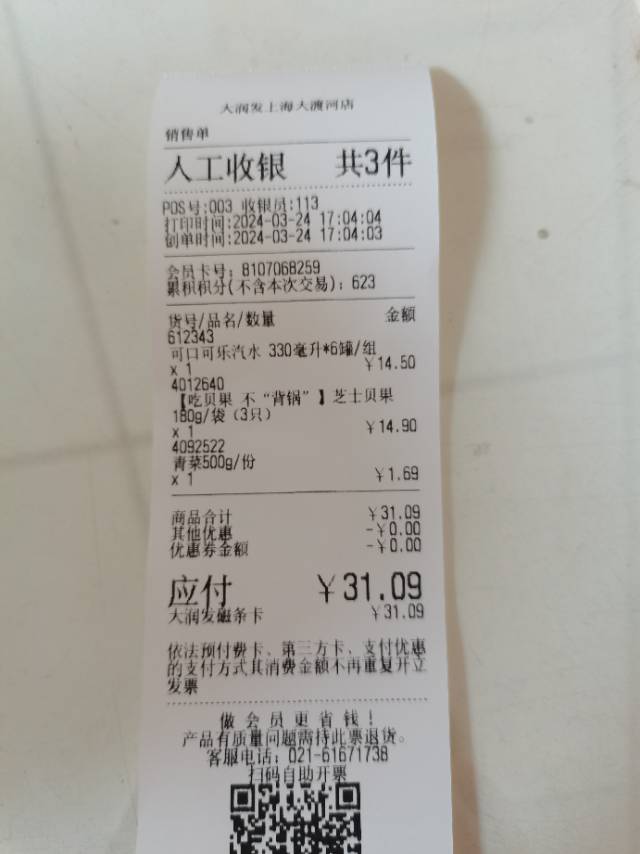 大润发上海大渡河店
销售单
人工收银 共3件
POS号:003 收银员:113
打印时间:2024-03-24 17:04:04
创单时间:2024-03-24 17:04:03
会员卡号: 8107068259
累积积分(不含本次交易): 623
货号/品名/数量 金额
612343
可口可乐汽水 330毫升*6罐/组
x 1 ￥14.50
4012640
【吃贝果 不“背锅”】芝士贝果
180g/袋(3只)
x 1 ￥14.90
4092522
青菜500g/份
x 1 ￥1.69
商品合计 ￥31.09
其他优惠 -￥0.00
优惠券金额 -￥0.00
应付 ￥31.09
大润发磁条卡 ￥31.09
依法预付费卡、第三方卡、支付优惠
的支付方式其消费金额不再重复开立
发票
做会员更省钱!
产品有质量问题需持此票退货。
客服电话: 021-61671738
扫码自助开票